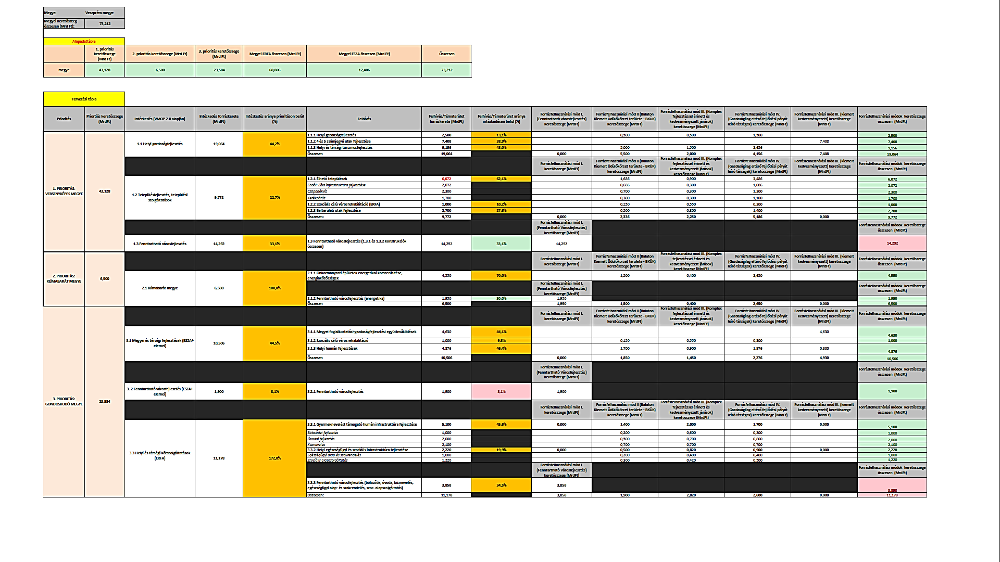 Megye: Veszprém megye
Megyei keretösszeg összesen (Mrd Ft): 73,212
Alapadattábla
1. prioritás keretösszege (Mrd Ft) 2. prioritás keretösszege (Mrd Ft) 3. prioritás keretösszege (Mrd Ft) Megyei ERFA összesen (Mrd Ft) Megyei ESZA összesen (Mrd Ft) Összesen
megye 43,128 6,500 23,584 60,806 12,406 73,212
Tervezési tábla
Prioritás Prioritás keretösszege (MrdFt) Intézkedés (VMOP 2.0 alapján) Intézkedés forráskerete (MrdFt) Intézkedés aránya prioritáson belül (%) Felhívás Felhívás/Tématerület forráskerete (MrdFt) Felhívás/Tématerület aránya intézkedésen belül (%) Forrásfelhasználási mód I. (Fenntartható városfejlesztés) keretösszege (MrdFt) Forrásfelhasználási mód II (Balaton Kiemelt Üdülőkörzet területe - BKÜK) keretösszege (MrdFt) Forrásfelhasználási mód III. (Komplex fejlesztéssel érinett és kedvezményezett járások) keretösszege (MrdFt) Forrásfelhasználási mód IV. (Gazdaságilag eltérő fejlődési pályát leíró térségek) keretösszege (MrdFt) Forrásfelhasználási mód III. (kiemelt kedvezményezett) keretösszege (MrdFt) Forrásfelhasználási módok keretösszege összesen (MrdFt)
1. PRIORITÁS: VERSENYKÉPES MEGYE 43,128
1.1 Helyi gazdaságfejlesztés 19,064 44,2%
1.1.1 Helyi gazdaságfejlesztés 2,500 13,1% 0,500 0,500 1,500 2,500
1.1.2 4 és 5 számjegyű utak fejlesztése 7,408 38,9% 7,408 7,408
1.1.3 Helyi és térségi turizmusfejlesztés 9,156 48,0% 5,000 1,500 2,656 9,156
Összesen 19,064 0,000 5,500 2,000 4,156 7,408 19,064
Forrásfelhasználási mód I. keretösszege (MrdFt) Forrásfelhasználási mód II (Balaton Kiemelt Üdülőkörzet területe - BKÜK) keretösszege (MrdFt) Forrásfelhasználási mód III. (Komplex fejlesztéssel érinett és kedvezményezett járások) keretösszege (MrdFt) Forrásfelhasználási mód IV. (Gazdaságilag eltérő fejlődési pályát leíró térségek) keretösszege (MrdFt) Forrásfelhasználási mód III. (kiemelt kedvezményezett) keretösszege (MrdFt) Forrásfelhasználási módok keretösszege összesen (MrdFt)
1.2 Településfejlesztés, települési szolgáltatások 9,772 22,7%
1.2.1 Élhető települések 6,072 62,1% 1,686 0,900 3,486 6,072
Ebből: Zöld infrastruktúra fejlesztése 2,072 0,686 0,300 1,086 2,072
Csapadékvíz 2,300 0,700 0,300 1,300 2,300
Kerékpárút 1,700 0,300 0,300 1,100 1,700
1.2.2 Szociális célú városrehabilitáció (ERFA) 1,000 10,2% 0,150 0,550 0,300 1,000
1.2.3 Belterületi utak fejlesztése 2,700 27,6% 0,500 0,800 1,400 2,700
Összesen: 9,772 0,000 2,336 2,250 5,186 0,000 9,772
Forrásfelhasználási mód I. (Fenntartható Városfejlesztés) keretösszege (MrdFt) Forrásfelhasználási módok keretösszege összesen (MrdFt)
1.3 Fenntartható városfejlesztés 14,292 33,1% 1.3 Fenntartható városfejlesztés (1.3.1 és 1.3.2 konstrukciók összesen) 14,292 33,1% 14,292 14,292
2. PRIORITÁS: KLÍMABARÁT MEGYE 6,500
Forrásfelhasználási mód I. keretösszege (MrdFt) Forrásfelhasználási mód II (Balaton Kiemelt Üdülőkörzet területe - BKÜK) keretösszege (MrdFt) Forrásfelhasználási mód III. (Komplex fejlesztéssel érinett és kedvezményezett járások) keretösszege (MrdFt) Forrásfelhasználási mód IV. (Gazdaságilag eltérő fejlődési pályát leíró térségek) keretösszege (MrdFt) Forrásfelhasználási mód III. (kiemelt kedvezményezett) keretösszege (MrdFt) Forrásfelhasználási módok keretösszege összesen (MrdFt)
2.1 Klímabarát megye 6,500 100,0%
2.1.1 Önkormányzati épületek energetikai korszerűsítése, energiaközösségek 4,550 70,0% 1,500 0,400 2,650 4,550
Forrásfelhasználási mód I. (Fenntartható Városfejlesztés) keretösszege (MrdFt) Forrásfelhasználási módok keretösszege összesen (MrdFt)
2.1.2 Fenntartható városfejlesztés (energetika) 1,950 30,0% 1,950 1,950
Összesen 6,500 1,950 1,500 0,400 2,650 0,000 6,500
3. PRIORITÁS: GONDOSKODÓ MEGYE 23,584
Forrásfelhasználási mód I. keretösszege (MrdFt) Forrásfelhasználási mód II (Balaton Kiemelt Üdülőkörzet területe - BKÜK) keretösszege (MrdFt) Forrásfelhasználási mód III. (Komplex fejlesztéssel érinett és kedvezményezett járások) keretösszege (MrdFt) Forrásfelhasználási mód IV. (Gazdaságilag eltérő fejlődési pályát leíró térségek) keretösszege (MrdFt) Forrásfelhasználási mód III. (kiemelt kedvezményezett) keretösszege (MrdFt) Forrásfelhasználási módok keretösszege összesen (MrdFt)
3.1 Megyei és térségi fejlesztések (ESZA+ elemei) 10,506 44,5%
3.1.1 Megyei foglalkoztatási-gazdaságfejlesztési együttműködések 4,630 44,1% 4,630 4,630
3.1.2 Szociális célú városrehabilitáció 1,000 9,5% 0,150 0,550 0,300 1,000
3.1.3 Helyi humán fejlesztések 4,876 46,4% 1,700 0,900 1,976 0,300 4,876
Összesen 10,506 0,000 1,850 1,450 2,276 4,930 10,506
Forrásfelhasználási mód I. (Fenntartható Városfejlesztés) keretösszege (MrdFt) Forrásfelhasználási módok keretösszege összesen (MrdFt)
3. 2 Fenntartható városfejlesztés (ESZA+ elemei) 1,900 8,1% 3.2.1 Fenntartható városfejlesztés 1,900 8,1% 1,900 1,900
Forrásfelhasználási mód I. keretösszege (MrdFt) Forrásfelhasználási mód II (Balaton Kiemelt Üdülőkörzet területe - BKÜK) keretösszege (MrdFt) Forrásfelhasználási mód III. (Komplex fejlesztéssel érinett és kedvezményezett járások) keretösszege (MrdFt) Forrásfelhasználási mód IV. (Gazdaságilag eltérő fejlődési pályát leíró térségek) keretösszege (MrdFt) Forrásfelhasználási mód III. (kiemelt kedvezményezett) keretösszege (MrdFt) Forrásfelhasználási módok keretösszege összesen (MrdFt)
3.3 Helyi és térségi közszolgáltatások (ERFA) 11,178 172,0%
3.3.1 Gyermeknevelést támogató humán infrastruktúra fejlesztése 5,100 45,6% 0,000 1,400 2,000 1,700 0,000 5,100
Bölcsődei fejlesztés 1,000 0,200 0,600 0,200 1,000
Óvodai fejlesztés 2,000 0,500 0,700 0,800 2,000
Köznevelés 2,100 0,700 0,700 0,700 2,100
3.3.2 Helyi egészségügyi és szociális infrastruktúra fejlesztése 2,220 19,9% 0,000 0,500 0,820 0,900 0,000 2,220
Egészségügyi alap-és szakrendelés 1,000 0,200 0,400 0,400 1,000
Szociális alapszolgáltatás 1,220 0,300 0,420 0,500 1,220
Forrásfelhasználási mód I. (Fenntartható Városfejlesztés) keretösszege (MrdFt) Forrásfelhasználási módok keretösszege összesen (MrdFt)
3.3.3 Fenntartható városfejlesztés (bölcsőde, óvoda, köznevelés, egészségügyi alap- és szakrendelés, szoc. alapszolgáltatás) 3,858 34,5% 3,858 3,858
Összesen: 11,178 3,858 1,900 2,820 2,600 0,000 11,178